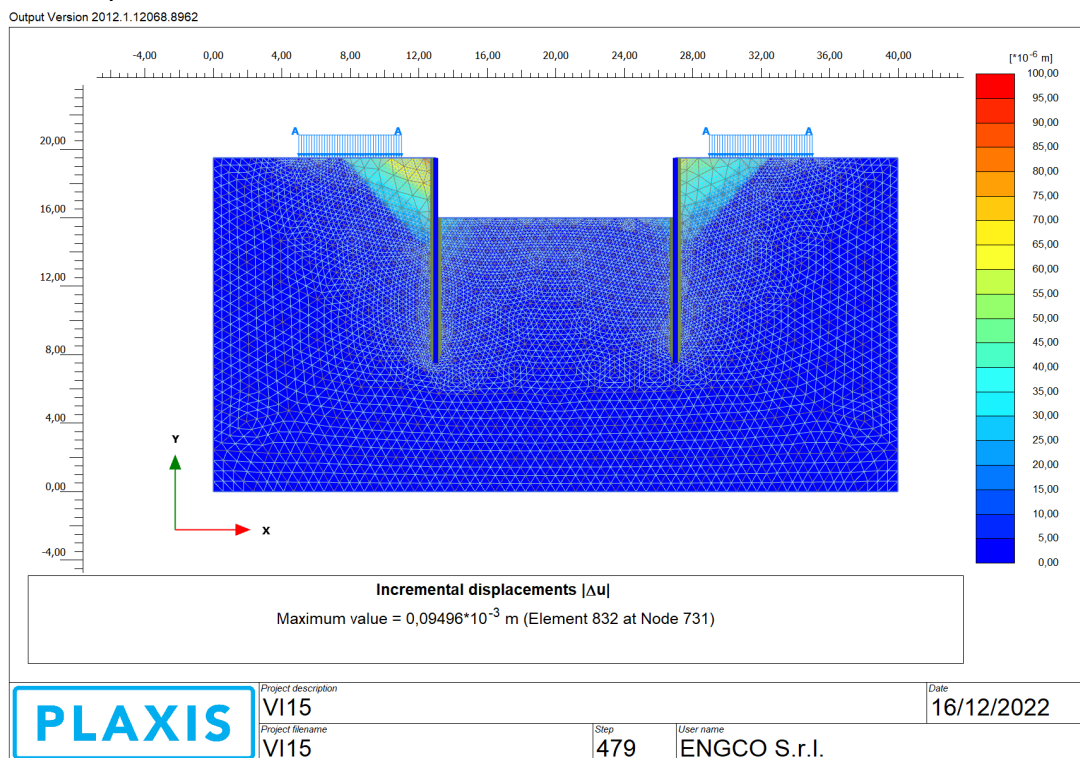 Output Version 2012.1.12068.8962
-4,00 0,00 4,00 8,00 12,00 16,00 20,00 24,00 28,00 32,00 36,00 40,00
[*10-6 m]
100,00
95,00
90,00
85,00
80,00
75,00
70,00
65,00
60,00
55,00
50,00
45,00
40,00
35,00
30,00
25,00
20,00
15,00
10,00
5,00
0,00
20,00
16,00
12,00
8,00
4,00
0,00
-4,00
A A A A
Y
X
Incremental displacements |Δu|
Maximum value = 0,09496*10-3 m (Element 832 at Node 731)
PLAXIS
Project description
VI15
Date
16/12/2022
Project filename
VI15
Step
479
User name
ENGCO S.r.l.